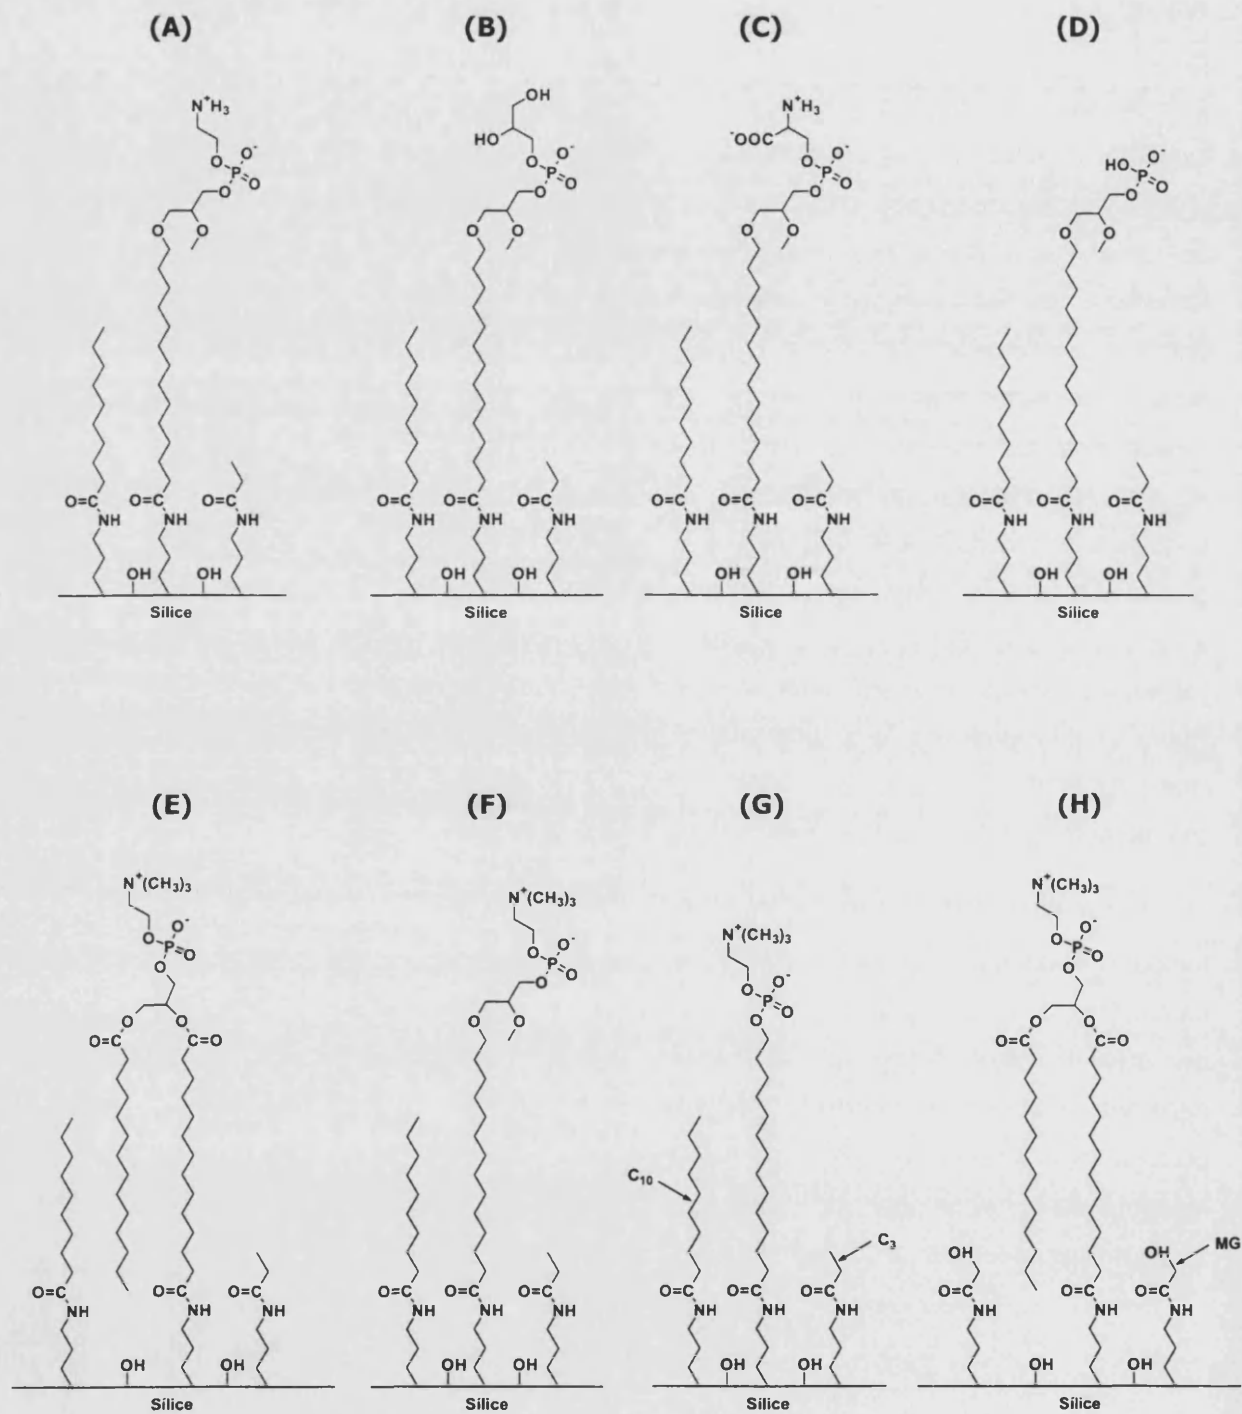 (A) (B) (C) (D)
N⁺H₃ OH N⁺H₃
HO ⁻OOC
O O⁻ O O⁻ O O⁻ HO O⁻
P P P P
O O O O O O O O
O O O O O O O O
O=C O=C O=C O=C O=C O=C O=C O=C O=C O=C O=C O=C
NH NH NH NH NH NH NH NH NH NH NH NH
OH OH OH OH OH OH OH OH
Silice Silice Silice Silice
(E) (F) (G) (H)
N⁺(CH₃)₃ N⁺(CH₃)₃ N⁺(CH₃)₃ N⁺(CH₃)₃
O O⁻ O O⁻ O O⁻ O O⁻
P P P P
O O O O O O O O
O O O O O O
O=C C=O O=C C=O
C₁₀ C₃ OH OH MG
O=C O=C O=C O=C O=C O=C O=C O=C O=C O=C O=C O=C
NH NH NH NH NH NH NH NH NH NH NH NH
OH OH OH OH OH OH OH OH
Silice Silice Silice Silice